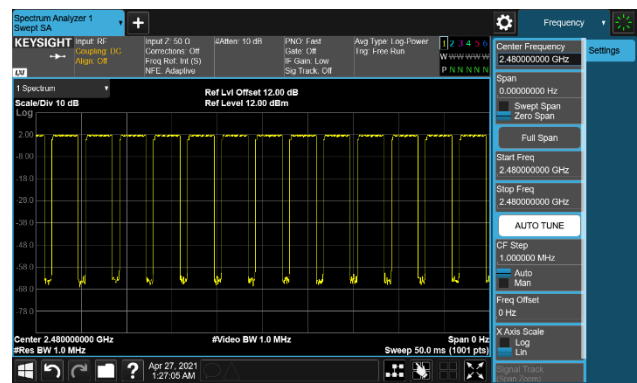 Spectrum Analyzer 1
Swept SA
Frequency
KEYSIGHT
Input: RF
Coupling: DC
Align: Off
Input Z: 50 Ω
Corrections: Off
Freq Ref: Int (S)
NFE: Adaptive
#Atten: 10 dB
PNO: Fast
Gate: Off
IF Gain: Low
Sig Track: Off
Avg Type: Log-Power
Trig: Free Run
1 2 3 4 5 6
W W W W W W
P N N N N N
LXI
1 Spectrum
Scale/Div 10 dB
Ref Lvl Offset 12.00 dB
Ref Level 12.00 dBm
Log
2.00
-8.00
-18.0
-28.0
-38.0
-48.0
-58.0
-68.0
-78.0
Center 2.480000000 GHz
#Res BW 1.0 MHz
#Video BW 1.0 MHz
Span 0 Hz
Sweep 50.0 ms (1001 pts)
Apr 27, 2021
1:27:05 AM
Center Frequency
2.480000000 GHz
Settings
Span
0.00000000 Hz
Swept Span
Zero Span
Full Span
Start Freq
2.480000000 GHz
Stop Freq
2.480000000 GHz
AUTO TUNE
CF Step
1.000000 MHz
Auto
Man
Freq Offset
0 Hz
X Axis Scale
Log
Lin
Signal Track
(Span Zoom)